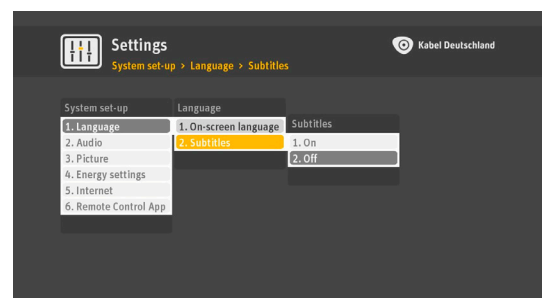 Settings
System set-up > Language > Subtitles
Kabel Deutschland
System set-up
1. Language
2. Audio
3. Picture
4. Energy settings
5. Internet
6. Remote Control App
Language
1. On-screen language
2. Subtitles
Subtitles
1. On
2. Off